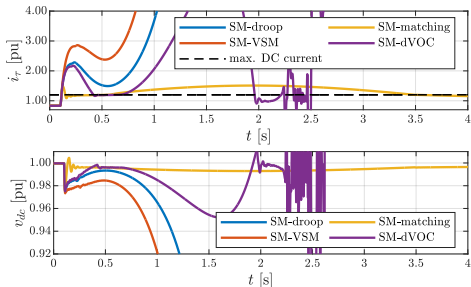 4.00
3.00
2.00
1.00
i_τ [pu]
SM-droop SM-matching
SM-VSM SM-dVOC
max. DC current
0 0.5 1 1.5 2 2.5 3 3.5 4
t [s]
1.00
0.98
0.96
0.94
0.92
v_dc [pu]
SM-droop SM-matching
SM-VSM SM-dVOC
0 0.5 1 1.5 2 2.5 3 3.5 4
t [s]